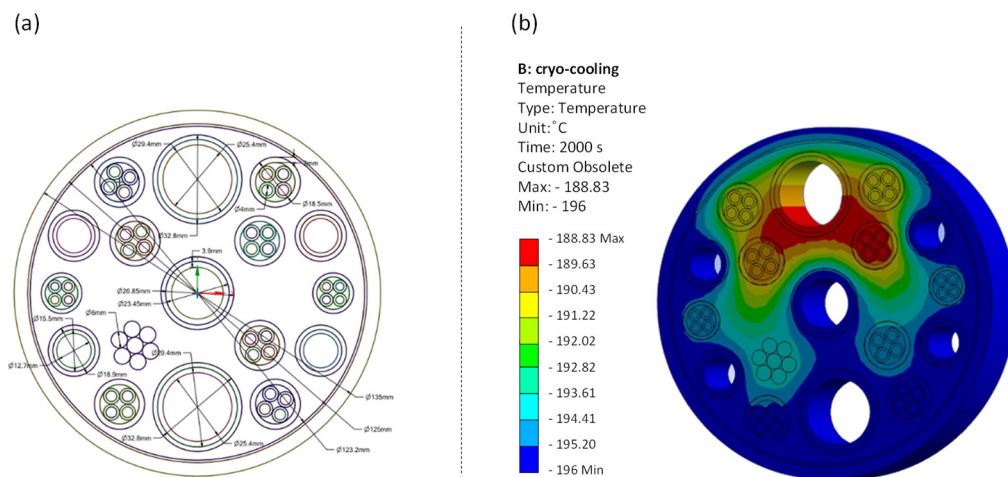 (a)
Ø29.4mm
Ø25.4mm
Ø18.5mm
Ø4mm
Ø32.8mm
3.9mm
Ø26.85mm
Ø23.45mm
Ø6mm
Ø15.5mm
Ø12.7mm
Ø18.9mm
Ø29.4mm
Ø32.8mm
Ø25.4mm
Ø135mm
Ø125mm
Ø123.2mm
(b)
B: cryo-cooling
Temperature
Type: Temperature
Unit:˚C
Time: 2000 s
Custom Obsolete
Max: - 188.83
Min: - 196
- 188.83 Max
- 189.63
- 190.43
- 191.22
- 192.02
- 192.82
- 193.61
- 194.41
- 195.20
- 196 Min